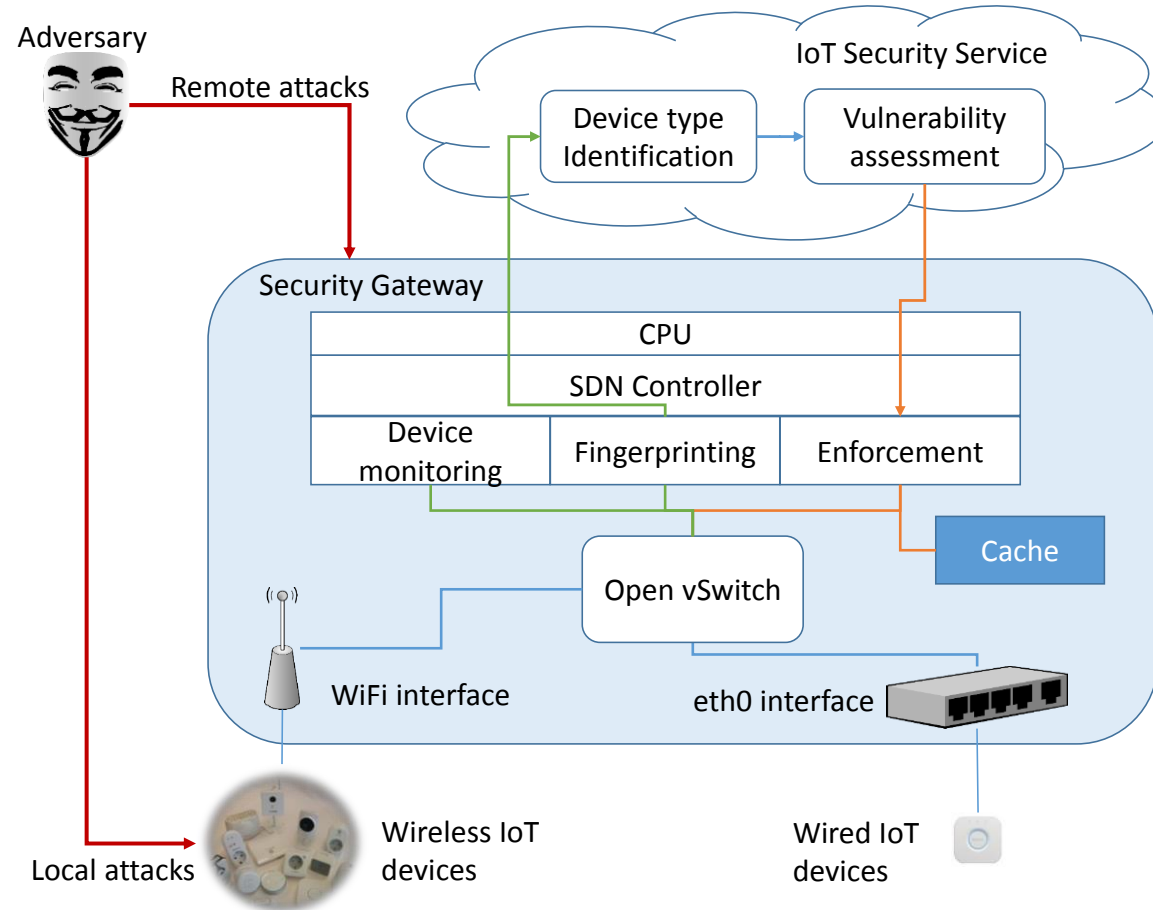 Adversary
Remote attacks
IoT Security Service
Device type
Identification
Vulnerability
assessment
Security Gateway
CPU
SDN Controller
Device
monitoring
Fingerprinting
Enforcement
Cache
Open vSwitch
WiFi interface
eth0 interface
Wireless IoT
devices
Wired IoT
devices
Local attacks